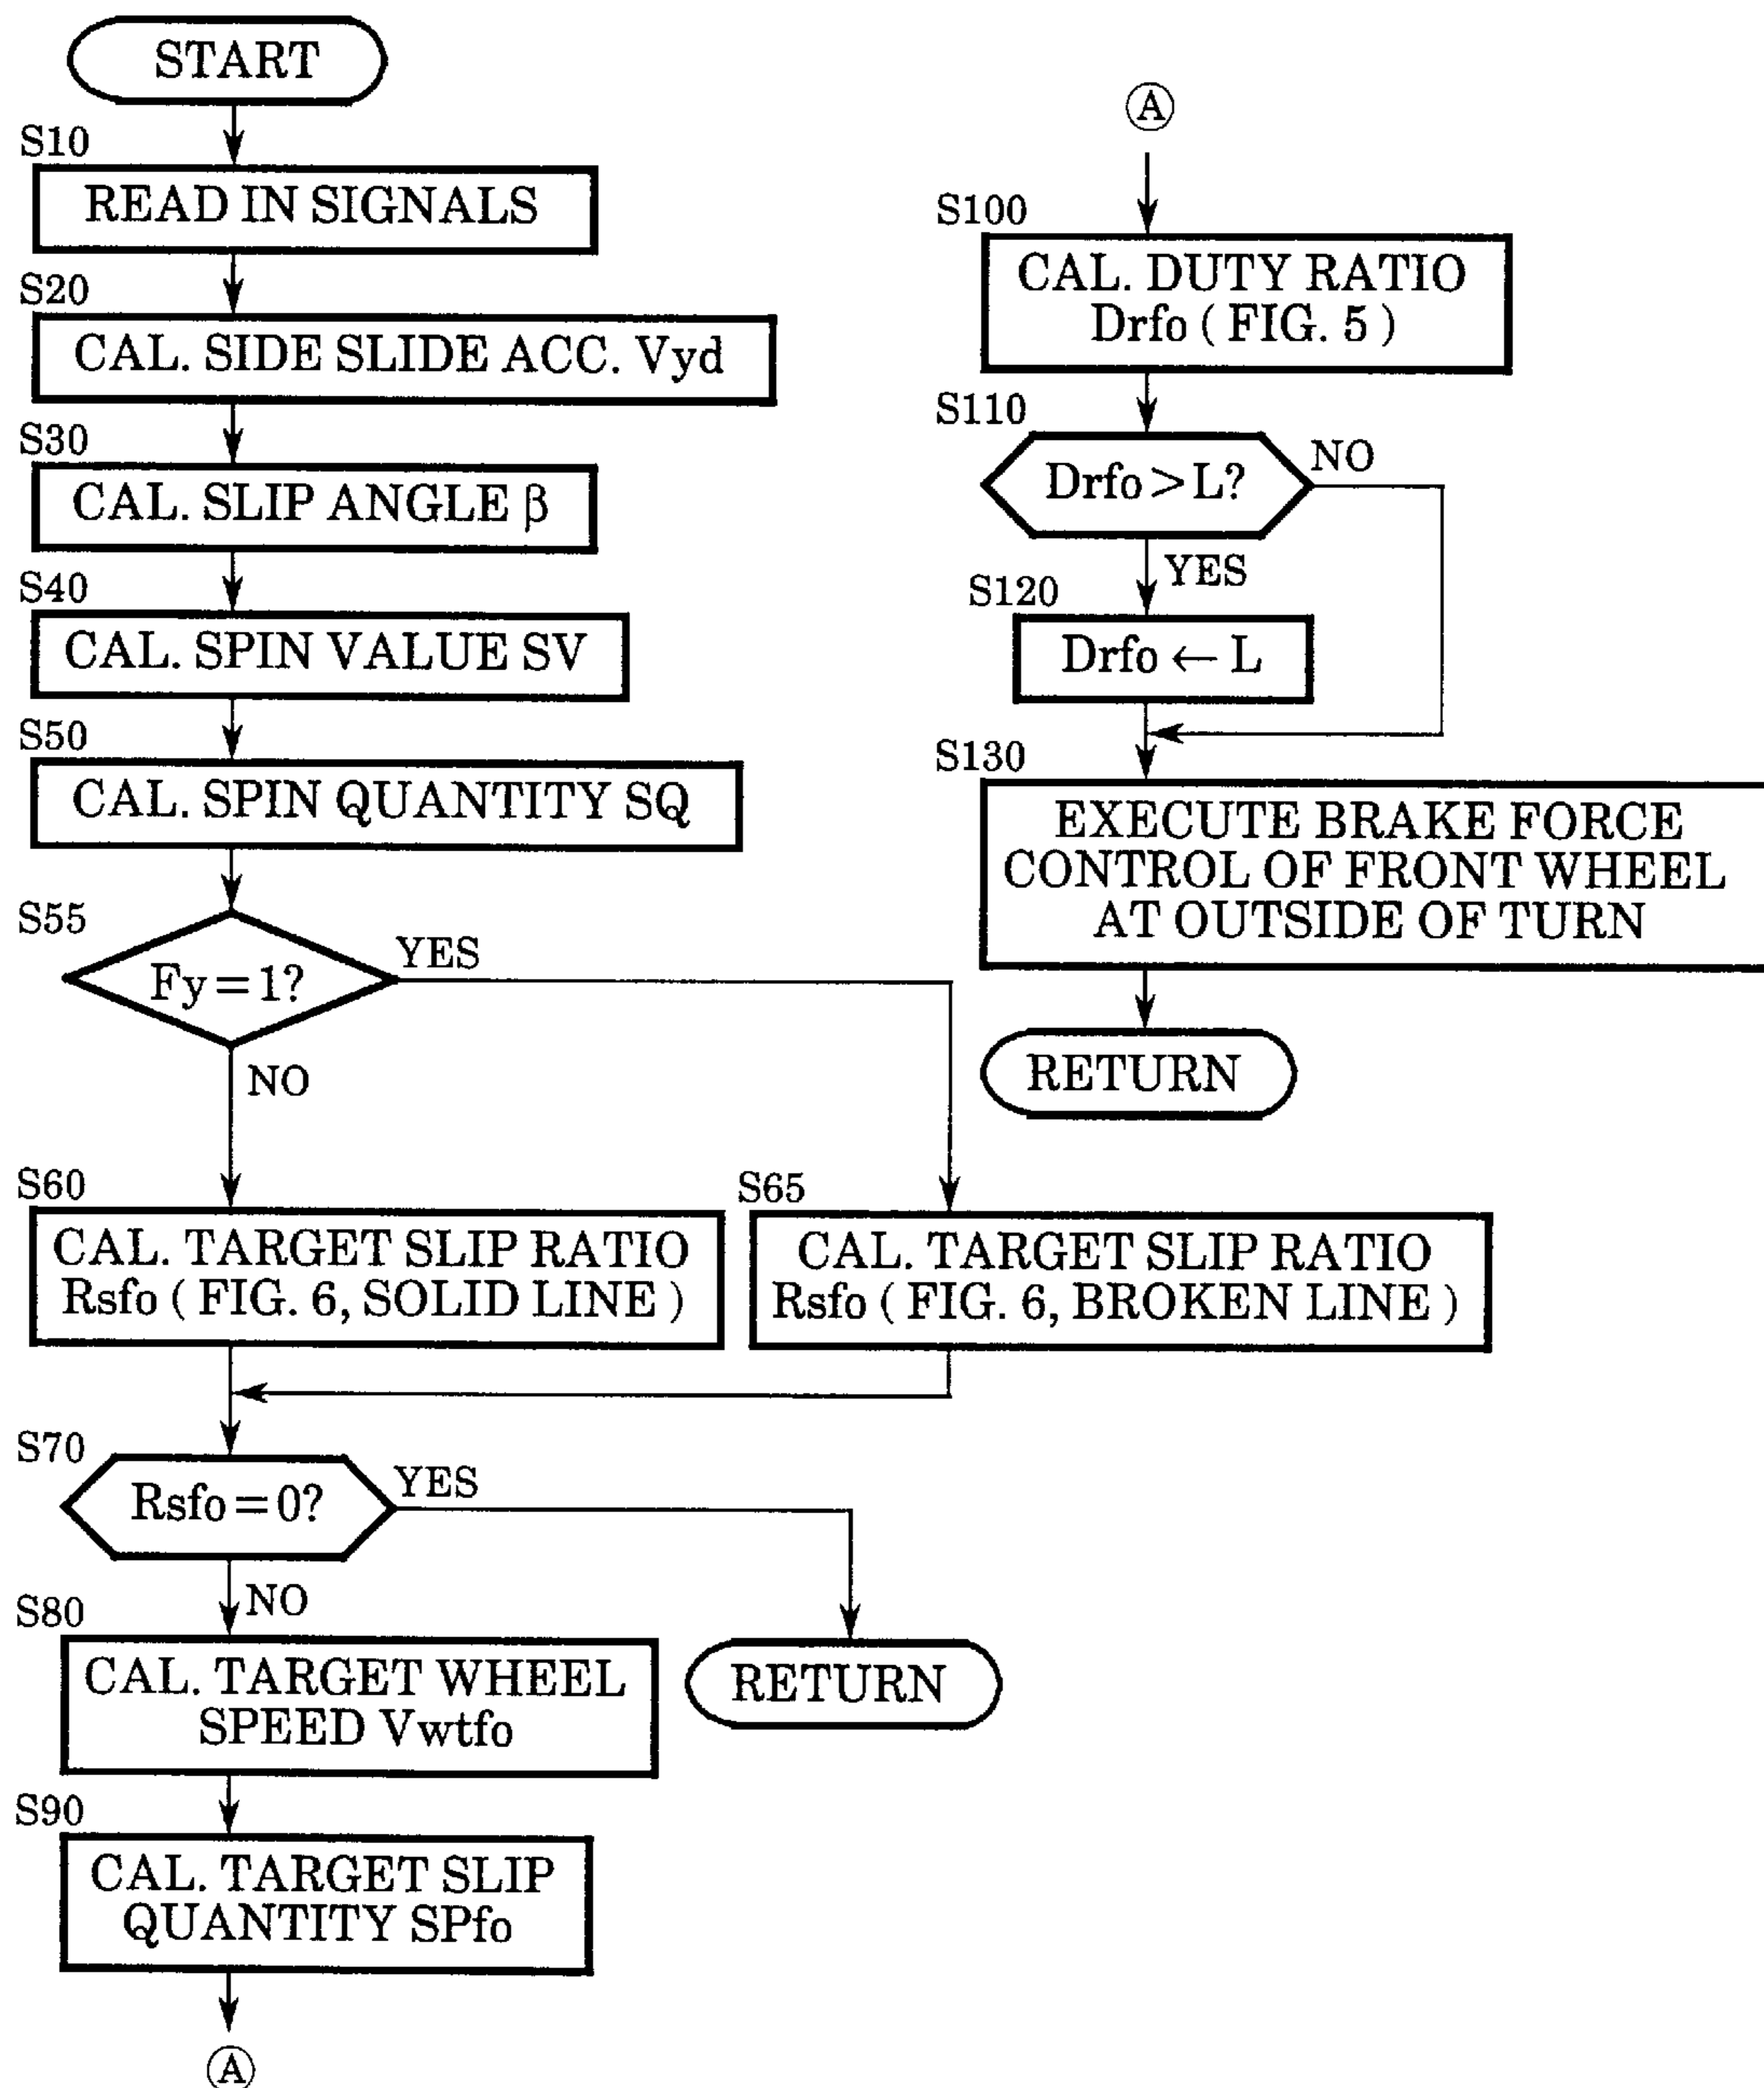 START
S10
READ IN SIGNALS
S20
CAL. SIDE SLIDE ACC. Vyd
S30
CAL. SLIP ANGLE β
S40
CAL. SPIN VALUE SV
S50
CAL. SPIN QUANTITY SQ
S55
Fy = 1?
YES
NO
S60
CAL. TARGET SLIP RATIO
Rsfo ( FIG. 6, SOLID LINE )
S65
CAL. TARGET SLIP RATIO
Rsfo ( FIG. 6, BROKEN LINE )
S70
Rsfo = 0?
YES
NO
RETURN
S80
CAL. TARGET WHEEL
SPEED Vwtfo
S90
CAL. TARGET SLIP
QUANTITY SPfo
A
A
S100
CAL. DUTY RATIO
Drfo ( FIG. 5 )
S110
Drfo > L?
NO
YES
S120
Drfo ← L
S130
EXECUTE BRAKE FORCE
CONTROL OF FRONT WHEEL
AT OUTSIDE OF TURN
RETURN